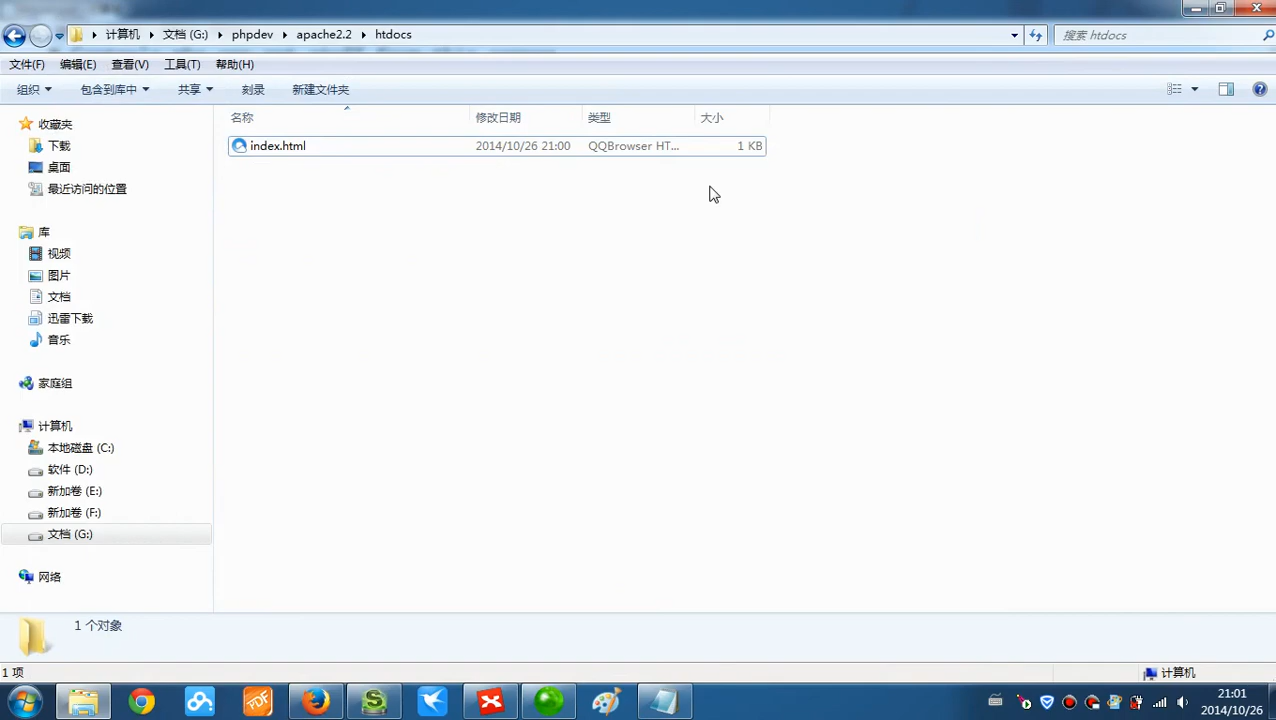 计算机 文档 (G:) phpdev apache2.2 htdocs 搜索 htdocs
文件(F) 编辑(E) 查看(V) 工具(T) 帮助(H)
组织 包含到库中 共享 刻录 新建文件夹
名称 修改日期 类型 大小
index.html 2014/10/26 21:00 QQBrowser HT... 1 KB
收藏夹
下载
桌面
最近访问的位置
库
视频
图片
文档
迅雷下载
音乐
家庭组
计算机
本地磁盘 (C:)
软件 (D:)
新加卷 (E:)
新加卷 (F:)
文档 (G:)
网络
1 个对象
1 项 计算机
PDF
21:01
2014/10/26